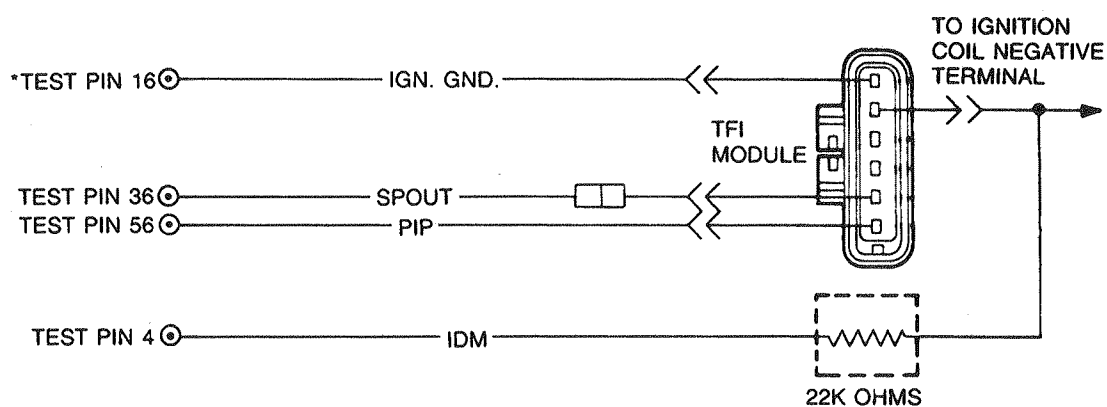 TO IGNITION
COIL NEGATIVE
TERMINAL
*TEST PIN 16
IGN. GND.
TFI
MODULE
TEST PIN 36
SPOUT
TEST PIN 56
PIP
TEST PIN 4
IDM
22K OHMS